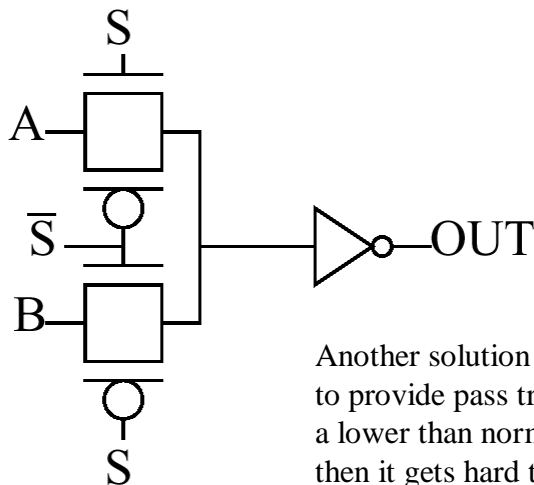 S
A
S̅
OUT
B
Another solution
to provide pass tr
a lower than norm
then it gets hard t
S